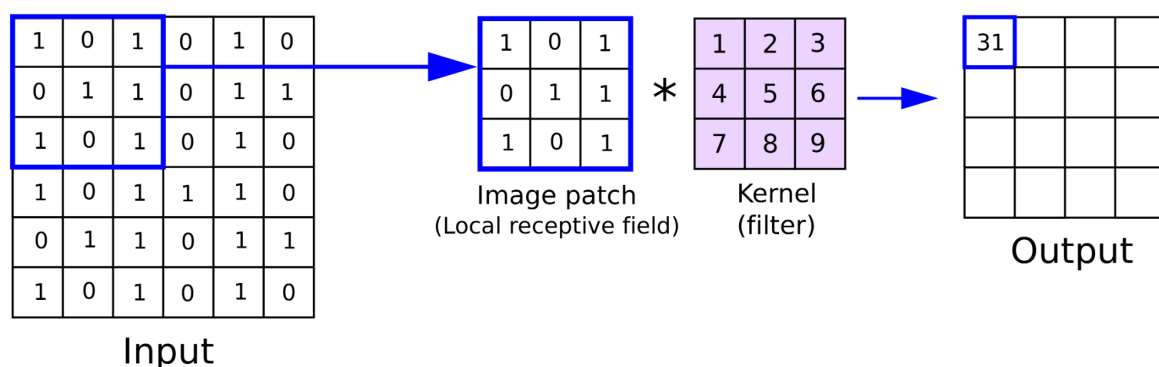 1 0 1 0 1 0
0 1 1 0 1 1
1 0 1 0 1 0
1 0 1 1 1 0
0 1 1 0 1 1
1 0 1 0 1 0
Input
1 0 1
0 1 1
1 0 1
Image patch
(Local receptive field)
*
1 2 3
4 5 6
7 8 9
Kernel
(filter)
31
Output